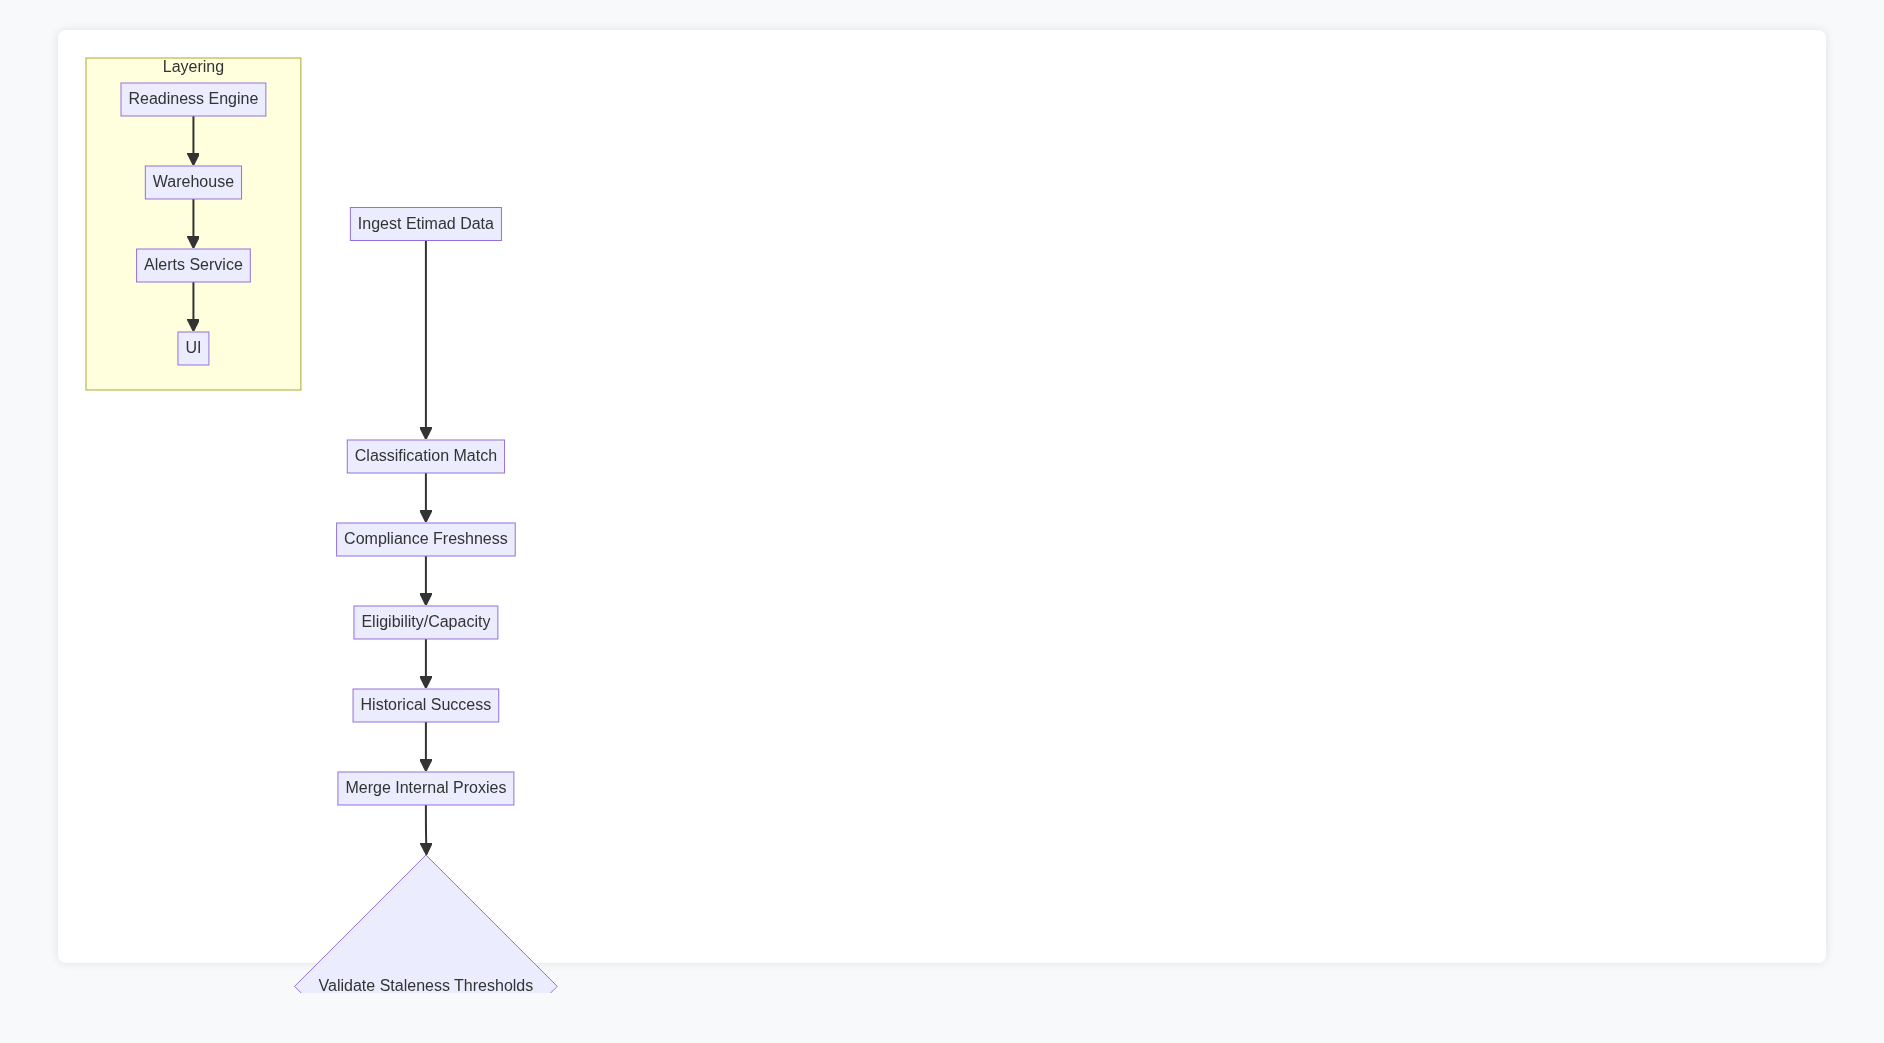 Layering
Readiness Engine
Warehouse
Alerts Service
UI
Ingest Etimad Data
Classification Match
Compliance Freshness
Eligibility/Capacity
Historical Success
Merge Internal Proxies
Validate Staleness Thresholds